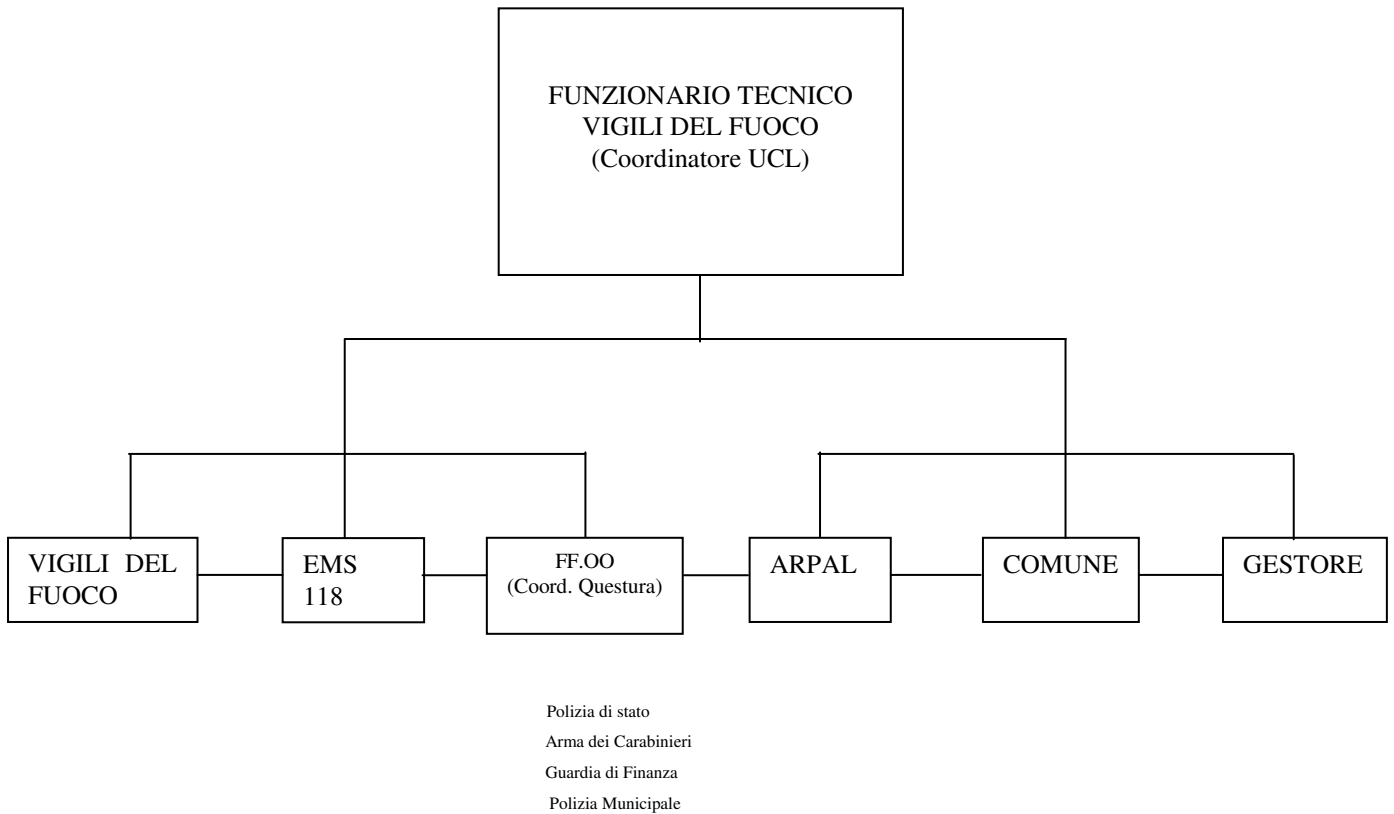 FUNZIONARIO TECNICO
VIGILI DEL FUOCO
(Coordinatore UCL)
VIGILI DEL
FUOCO
EMS
118
FF.OO
(Coord. Questura)
ARPAL
COMUNE
GESTORE
Polizia di stato
Arma dei Carabinieri
Guardia di Finanza
Polizia Municipale